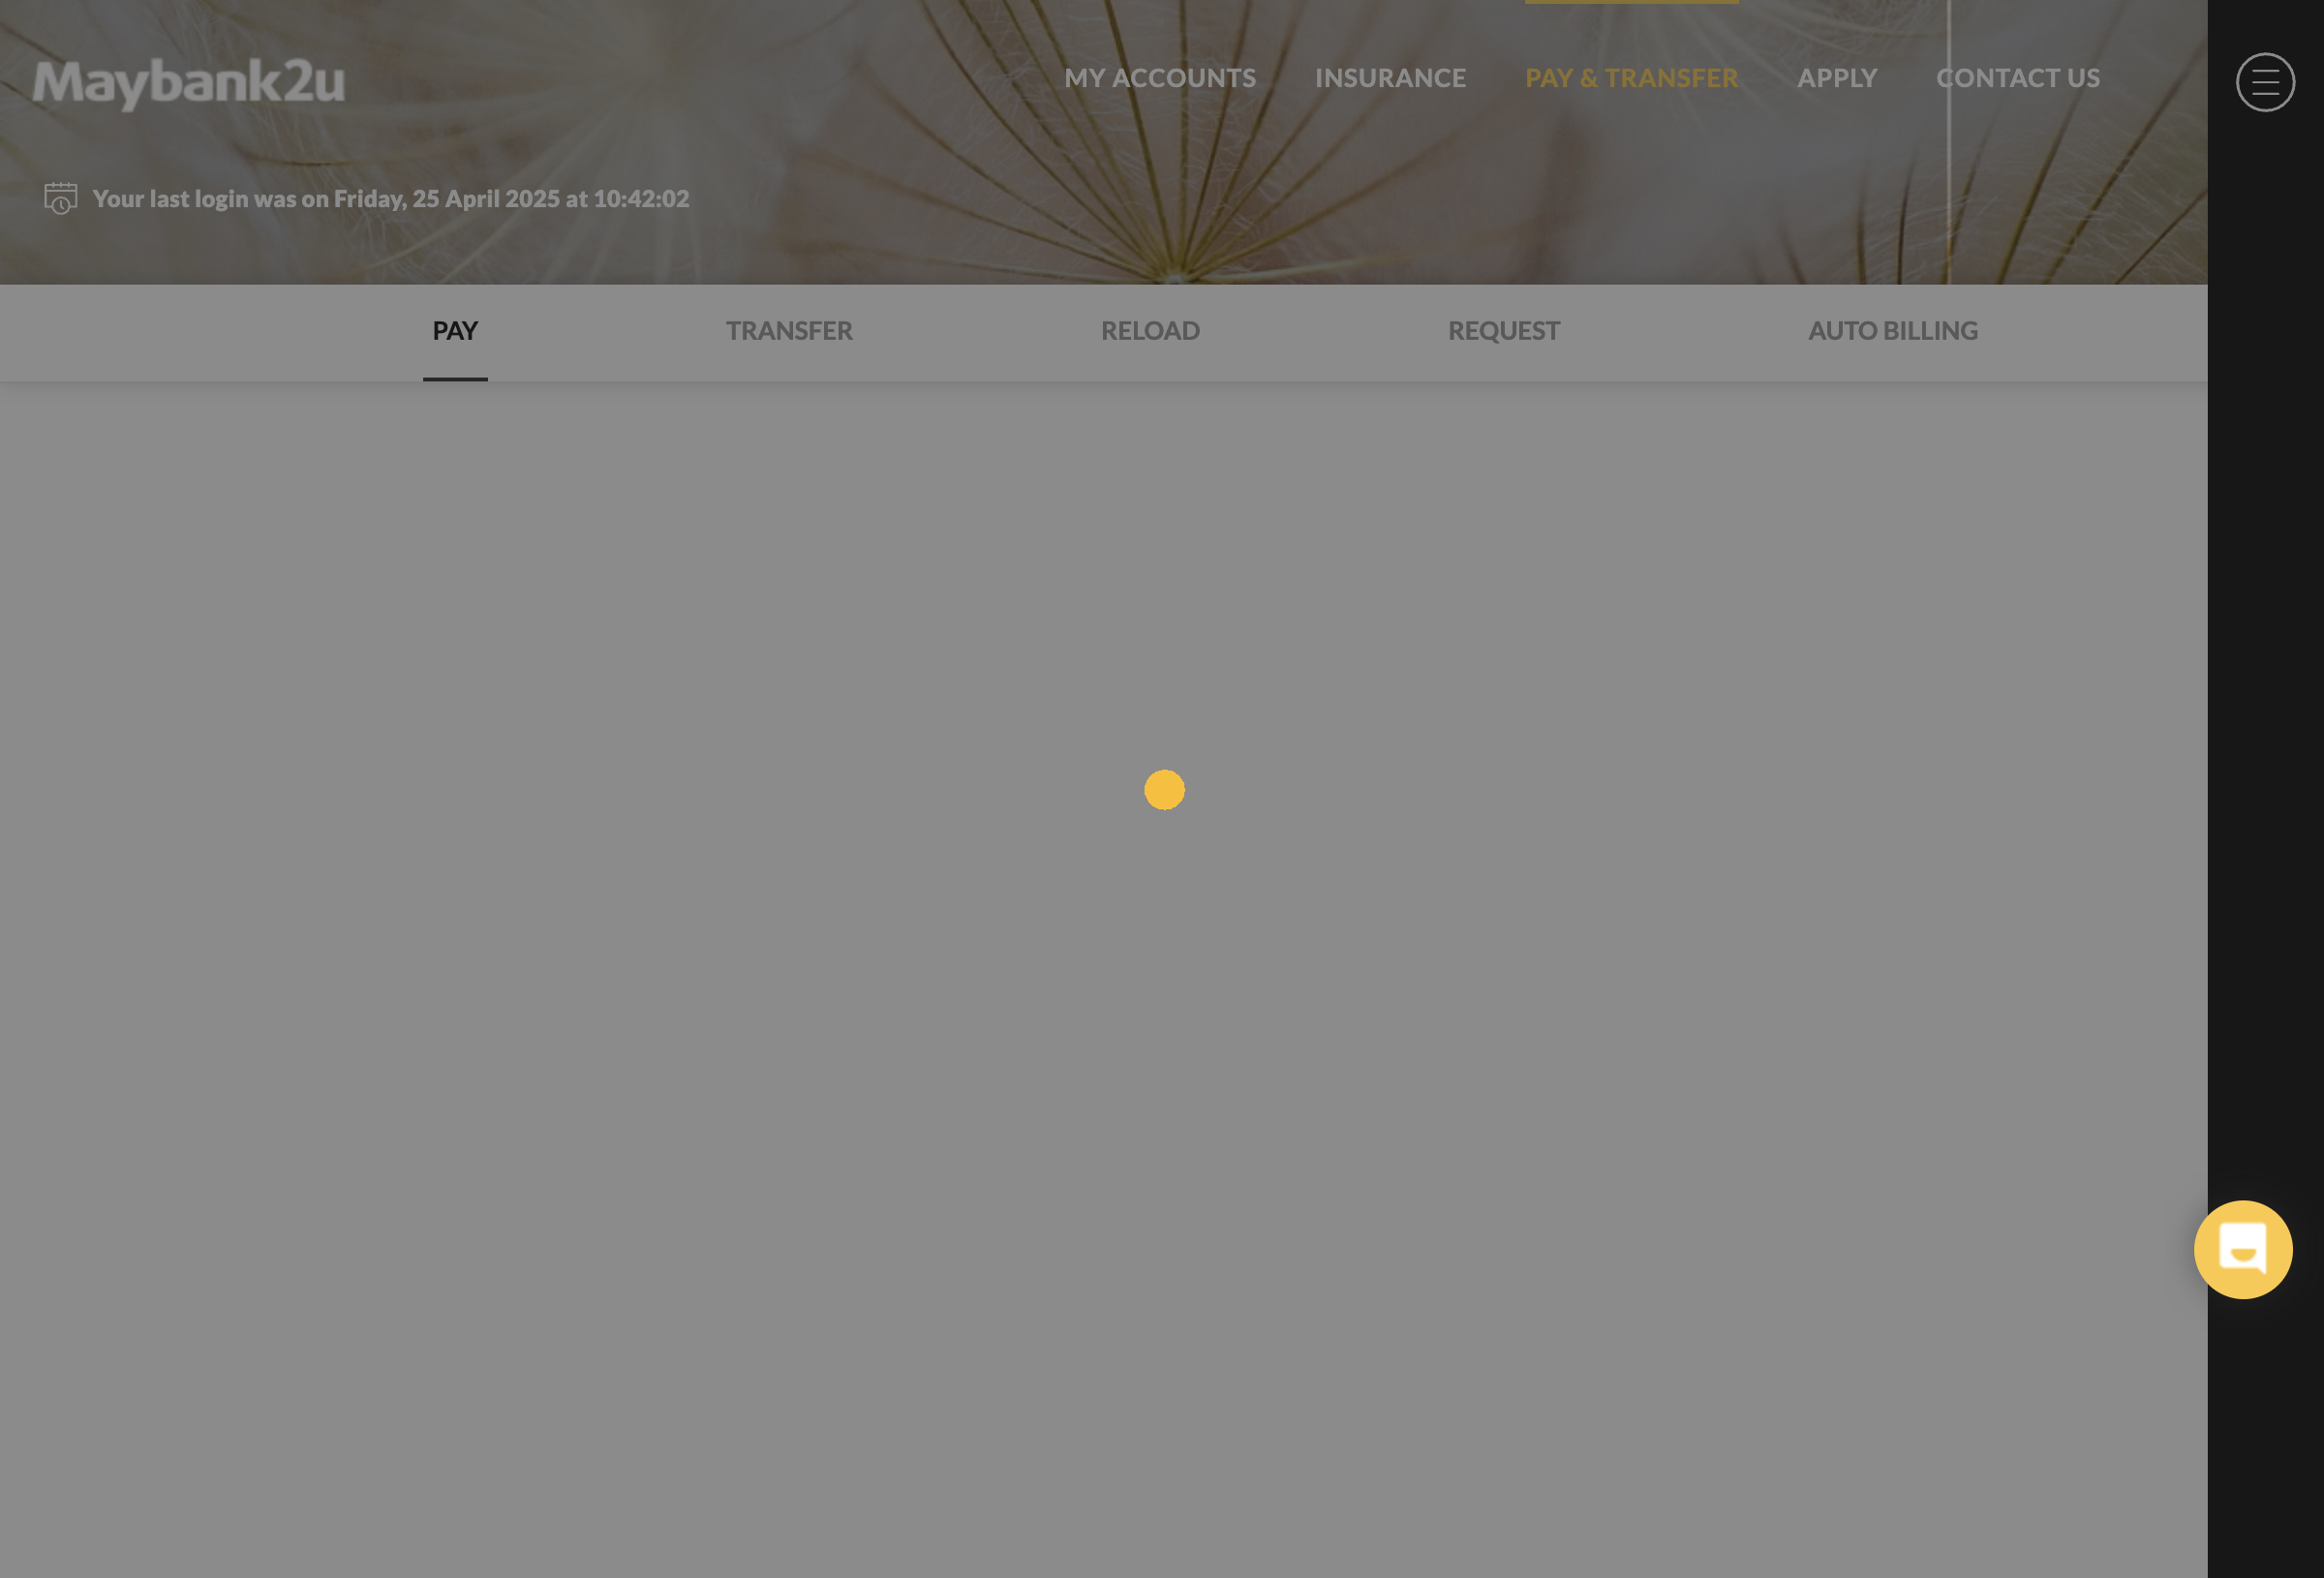 Maybank2u
MY ACCOUNTS INSURANCE PAY & TRANSFER APPLY CONTACT US
Your last login was on Friday, 25 April 2025 at 10:42:02
PAY TRANSFER RELOAD REQUEST AUTO BILLING